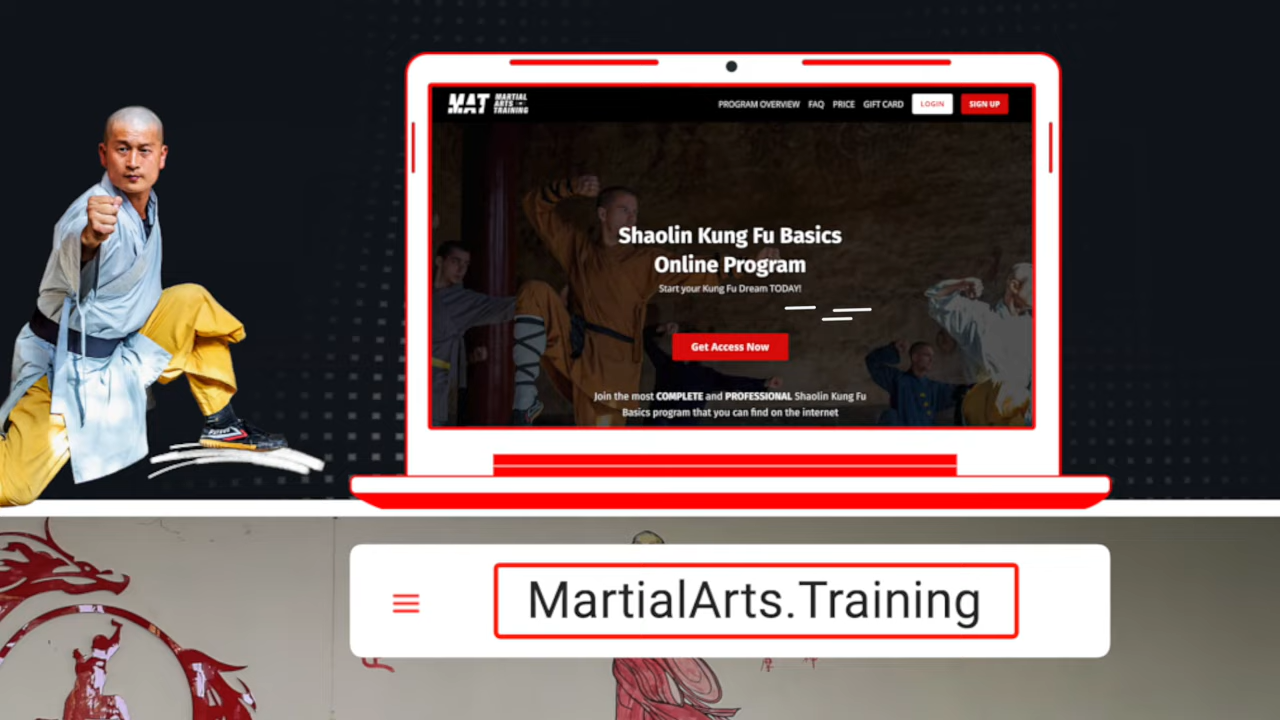 MAT MARTIAL
ARTS
TRAINING
PROGRAM OVERVIEW FAQ PRICE GIFT CARD LOGIN SIGN UP
Shaolin Kung Fu Basics
Online Program
Start your Kung Fu Dream TODAY!
Get Access Now
Join the most COMPLETE and PROFESSIONAL Shaolin Kung Fu
Basics program that you can find on the internet
MartialArts.Training